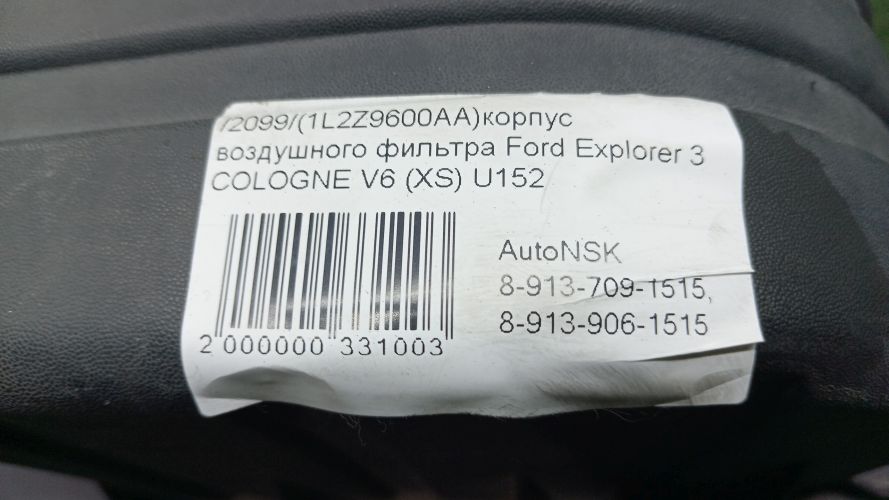 /2099/(1L2Z9600AA)корпус
воздушного фильтра Ford Explorer 3
COLOGNE V6 (XS) U152
AutoNSK
8-913-709-1515,
8-913-906-1515
2 000000 331003